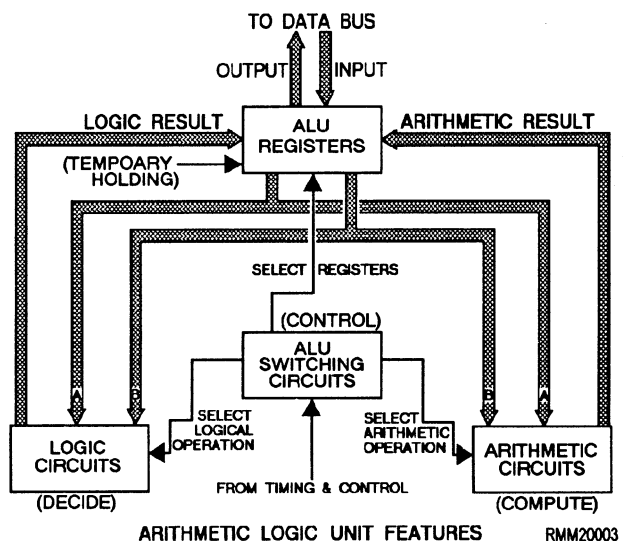 TO DATA BUS
OUTPUT
INPUT
LOGIC RESULT
ALU
REGISTERS
ARITHMETIC RESULT
(TEMPOARY
HOLDING)
SELECT REGISTERS
(CONTROL)
ALU
SWITCHING
CIRCUITS
A
B
B
A
SELECT
LOGICAL
OPERATION
SELECT
ARITHMETIC
OPERATION
LOGIC
CIRCUITS
ARITHMETIC
CIRCUITS
(DECIDE)
FROM TIMING & CONTROL
(COMPUTE)
ARITHMETIC LOGIC UNIT FEATURES
RMM20003